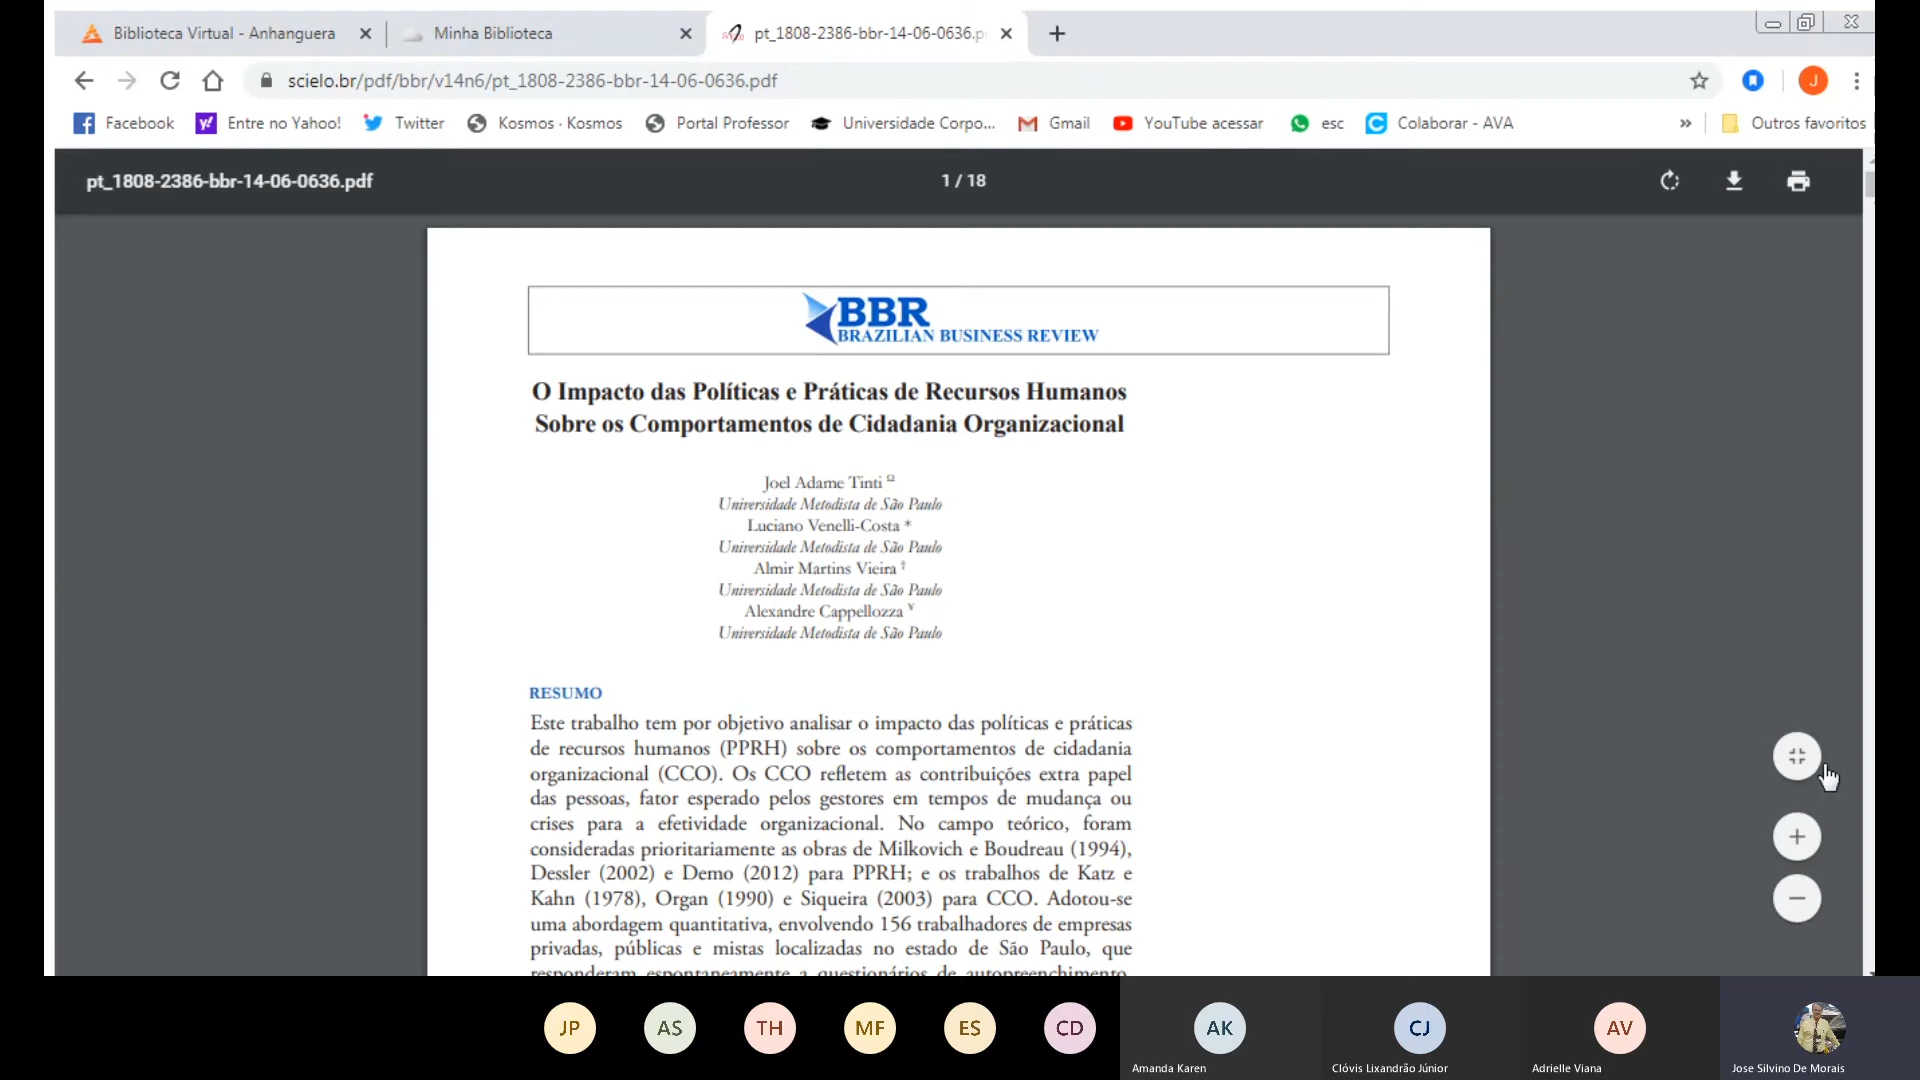 Biblioteca Virtual - Anhanguera
Minha Biblioteca
pt_1808-2386-bbr-14-06-0636.p
scielo.br/pdf/bbr/v14n6/pt_1808-2386-bbr-14-06-0636.pdf
J
Facebook
Entre no Yahoo!
Twitter
Kosmos · Kosmos
Portal Professor
Universidade Corpo...
Gmail
YouTube acessar
esc
Colaborar - AVA
»
Outros favoritos
pt_1808-2386-bbr-14-06-0636.pdf
1 / 18
BBR
BRAZILIAN BUSINESS REVIEW
O Impacto das Políticas e Práticas de Recursos Humanos
Sobre os Comportamentos de Cidadania Organizacional
Joel Adame Tinti Ω
Universidade Metodista de São Paulo
Luciano Venelli-Costa *
Universidade Metodista de São Paulo
Almir Martins Vieira †
Universidade Metodista de São Paulo
Alexandre Cappellozza ¥
Universidade Metodista de São Paulo
RESUMO
Este trabalho tem por objetivo analisar o impacto das políticas e práticas
de recursos humanos (PPRH) sobre os comportamentos de cidadania
organizacional (CCO). Os CCO refletem as contribuições extra papel
das pessoas, fator esperado pelos gestores em tempos de mudança ou
crises para a efetividade organizacional. No campo teórico, foram
consideradas prioritariamente as obras de Milkovich e Boudreau (1994),
Dessler (2002) e Demo (2012) para PPRH; e os trabalhos de Katz e
Kahn (1978), Organ (1990) e Siqueira (2003) para CCO. Adotou-se
uma abordagem quantitativa, envolvendo 156 trabalhadores de empresas
privadas, públicas e mistas localizadas no estado de São Paulo, que
responderam espontaneamente a questionários de autopreenchimento.
JP
AS
TH
MF
ES
CD
AK
CJ
AV
Amanda Karen
Clóvis Lixandrão Júnior
Adrielle Viana
Jose Silvino De Morais